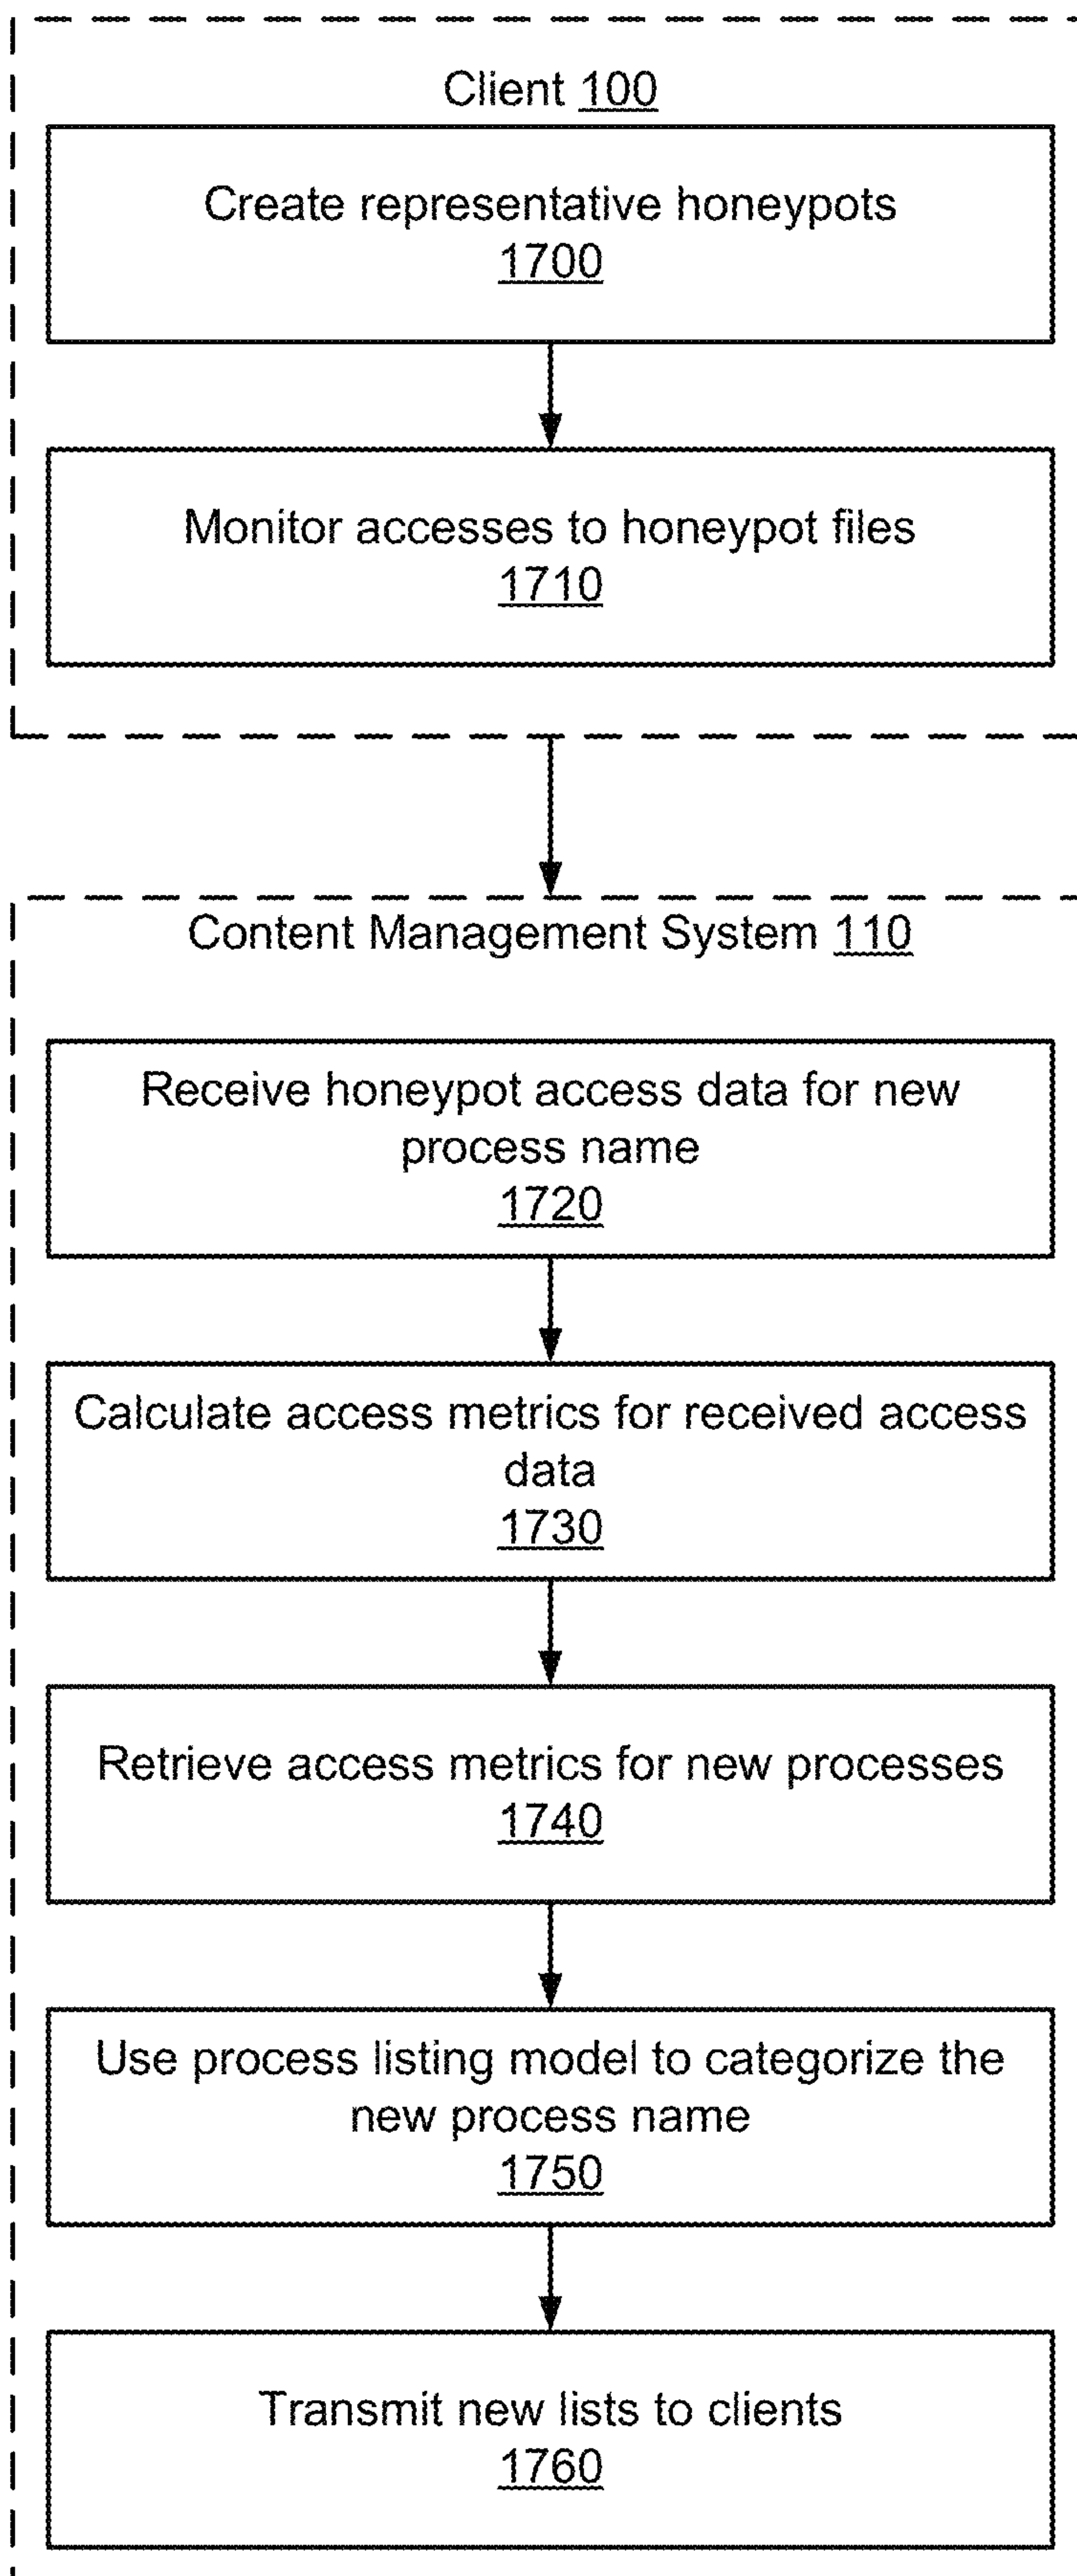 Client 100
Create representative honeypots
1700
Monitor accesses to honeypot files
1710
Content Management System 110
Receive honeypot access data for new
process name
1720
Calculate access metrics for received access
data
1730
Retrieve access metrics for new processes
1740
Use process listing model to categorize the
new process name
1750
Transmit new lists to clients
1760